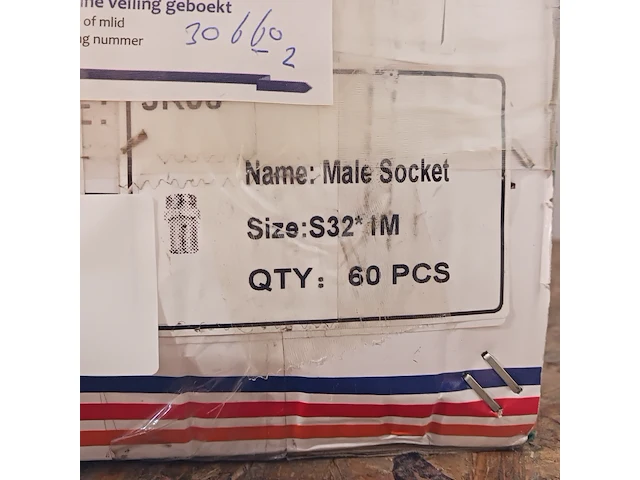 veiling geboekt
of mlid
nummer
30660
2
Name: Male Socket
Size:S32*1M
QTY: 60 PCS